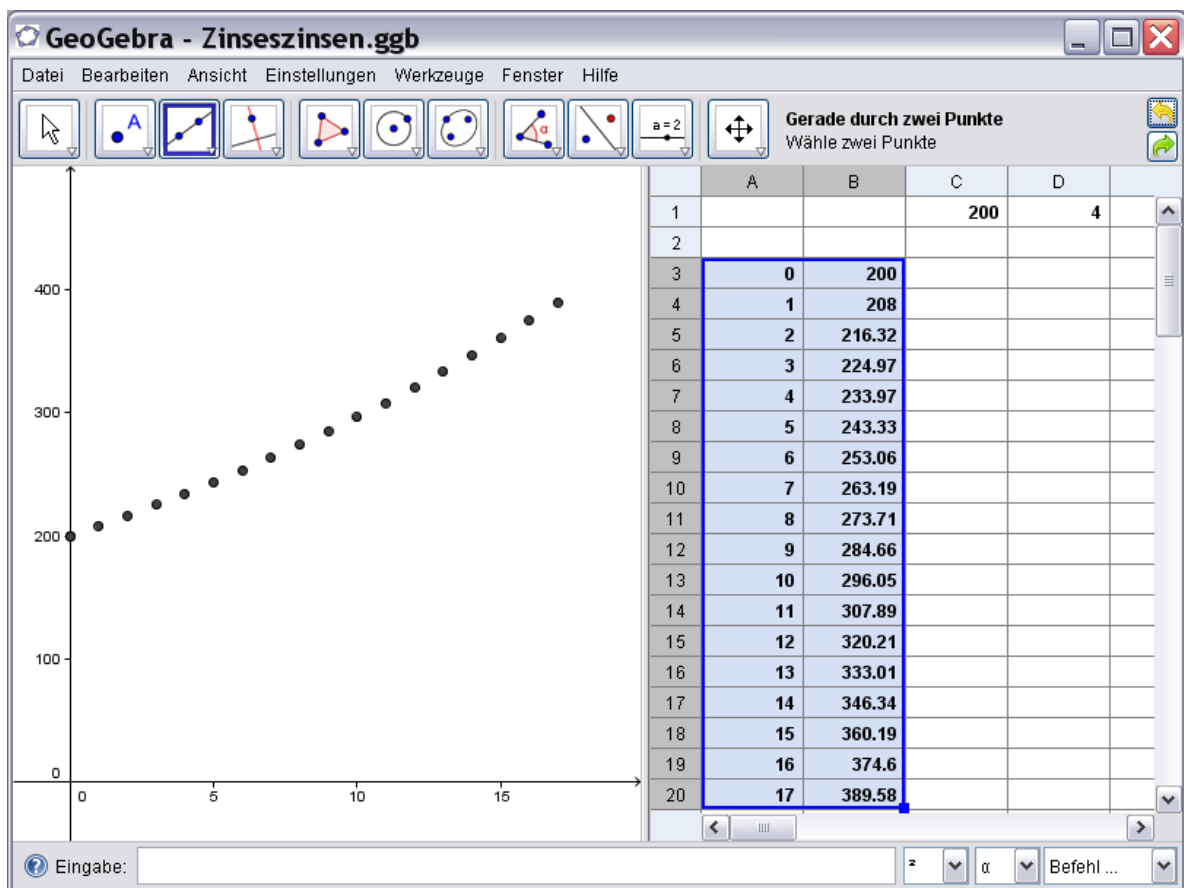 GeoGebra - Zinseszinsen.ggb
Datei Bearbeiten Ansicht Einstellungen Werkzeuge Fenster Hilfe
A α a = 2 Gerade durch zwei Punkte
Wähle zwei Punkte
400
300
200
100
0
0 5 10 15
A B C D
1 200 4
2
3 0 200
4 1 208
5 2 216.32
6 3 224.97
7 4 233.97
8 5 243.33
9 6 253.06
10 7 263.19
11 8 273.71
12 9 284.66
13 10 296.05
14 11 307.89
15 12 320.21
16 13 333.01
17 14 346.34
18 15 360.19
19 16 374.6
20 17 389.58
Eingabe: ² α Befehl ...